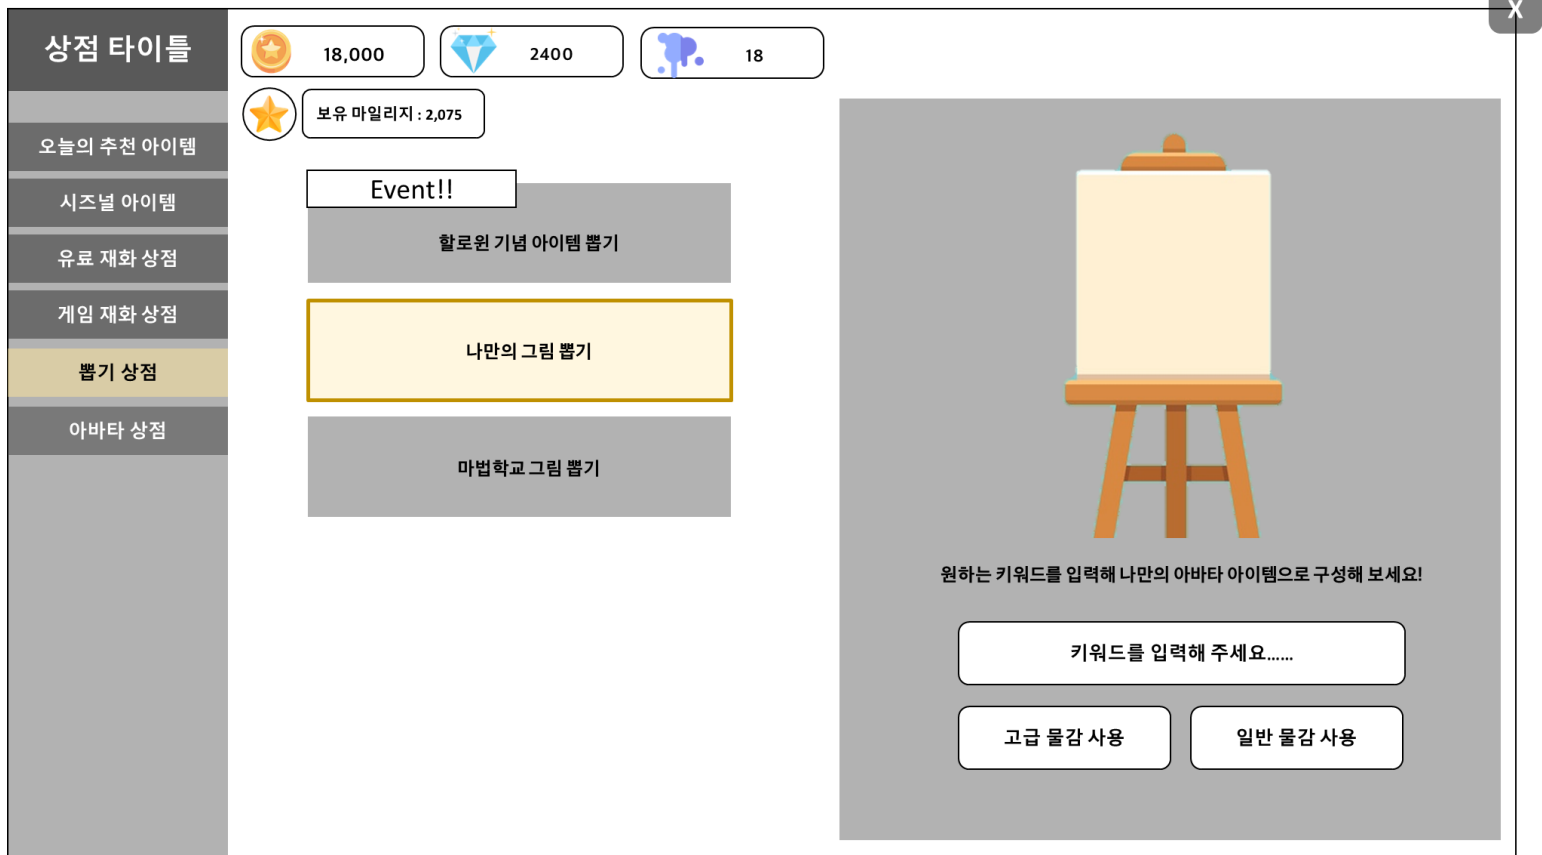 상점 타이틀
오늘의 추천 아이템
시즈널 아이템
유료 재화 상점
게임 재화 상점
뽑기 상점
아바타 상점
18,000
2400
18
X
보유 마일리지 : 2,075
Event!!
할로윈 기념 아이템 뽑기
나만의 그림 뽑기
마법학교 그림 뽑기
원하는 키워드를 입력해 나만의 아바타 아이템으로 구성해 보세요!
키워드를 입력해 주세요......
고급 물감 사용
일반 물감 사용